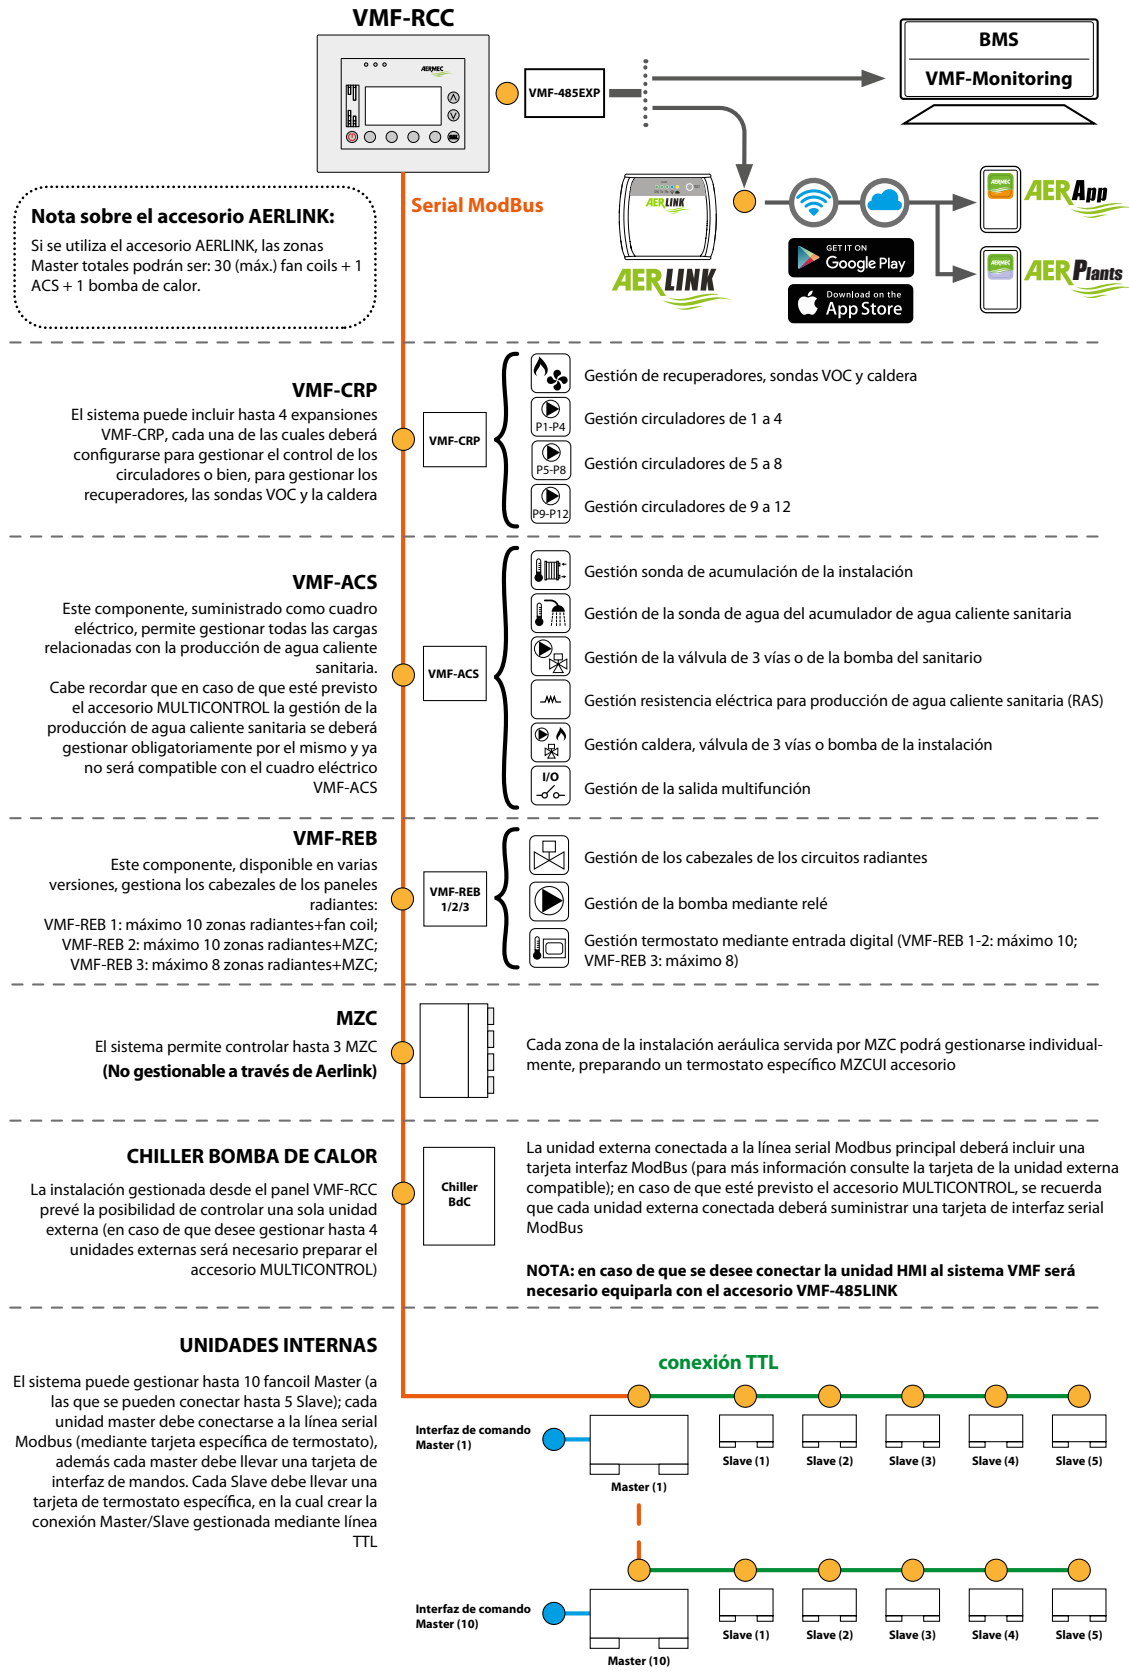 VMF-RCC
AERMEC
SEL
VMF-485EXP
BMS
VMF-Monitoring
Serial ModBus
Nota sobre el accesorio AERLINK:
Si se utiliza el accesorio AERLINK, las zonas
Master totales podrán ser: 30 (máx.) fan coils + 1
ACS + 1 bomba de calor.
AERLINK
AERLINK
GET IT ON
Google Play
Download on the
App Store
AERMEC
AERApp
AERMEC
AERPlants
VMF-CRP
El sistema puede incluir hasta 4 expansiones
VMF-CRP, cada una de las cuales deberá
configurarse para gestionar el control de los
circuladores o bien, para gestionar los
recuperadores, las sondas VOC y la caldera
VMF-CRP
Gestión de recuperadores, sondas VOC y caldera
P1-P4
Gestión circuladores de 1 a 4
P5-P8
Gestión circuladores de 5 a 8
P9-P12
Gestión circuladores de 9 a 12
VMF-ACS
Este componente, suministrado como cuadro
eléctrico, permite gestionar todas las cargas
relacionadas con la producción de agua caliente
sanitaria.
Cabe recordar que en caso de que esté previsto
el accesorio MULTICONTROL la gestión de la
producción de agua caliente sanitaria se deberá
gestionar obligatoriamente por el mismo y ya
no será compatible con el cuadro eléctrico
VMF-ACS
VMF-ACS
Gestión sonda de acumulación de la instalación
Gestión de la sonda de agua del acumulador de agua caliente sanitaria
Gestión de la válvula de 3 vías o de la bomba del sanitario
Gestión resistencia eléctrica para producción de agua caliente sanitaria (RAS)
Gestión caldera, válvula de 3 vías o bomba de la instalación
I/O
Gestión de la salida multifunción
VMF-REB
Este componente, disponible en varias
versiones, gestiona los cabezales de los paneles
radiantes:
VMF-REB 1: máximo 10 zonas radiantes+fan coil;
VMF-REB 2: máximo 10 zonas radiantes+MZC;
VMF-REB 3: máximo 8 zonas radiantes+MZC;
VMF-REB
1/2/3
Gestión de los cabezales de los circuitos radiantes
Gestión de la bomba mediante relé
Gestión termostato mediante entrada digital (VMF-REB 1-2: máximo 10;
VMF-REB 3: máximo 8)
MZC
El sistema permite controlar hasta 3 MZC
(No gestionable a través de Aerlink)
Cada zona de la instalación aeráulica servida por MZC podrá gestionarse individual-
mente, preparando un termostato específico MZCUI accesorio
CHILLER BOMBA DE CALOR
La instalación gestionada desde el panel VMF-RCC
prevé la posibilidad de controlar una sola unidad
externa (en caso de que desee gestionar hasta 4
unidades externas será necesario preparar el
accesorio MULTICONTROL)
Chiller
BdC
La unidad externa conectada a la línea serial Modbus principal deberá incluir una
tarjeta interfaz ModBus (para más información consulte la tarjeta de la unidad externa
compatible); en caso de que esté previsto el accesorio MULTICONTROL, se recuerda
que cada unidad externa conectada deberá suministrar una tarjeta de interfaz serial
ModBus
NOTA: en caso de que se desee conectar la unidad HMI al sistema VMF será
necesario equiparla con el accesorio VMF-485LINK
UNIDADES INTERNAS
El sistema puede gestionar hasta 10 fancoil Master (a
las que se pueden conectar hasta 5 Slave); cada
unidad master debe conectarse a la línea serial
Modbus (mediante tarjeta específica de termostato),
además cada master debe llevar una tarjeta de
interfaz de mandos. Cada Slave debe llevar una
tarjeta de termostato específica, en la cual crear la
conexión Master/Slave gestionada mediante línea
TTL
conexión TTL
Interfaz de comando
Master (1)
Master (1)
Slave (1)
Slave (2)
Slave (3)
Slave (4)
Slave (5)
Interfaz de comando
Master (10)
Master (10)
Slave (1)
Slave (2)
Slave (3)
Slave (4)
Slave (5)